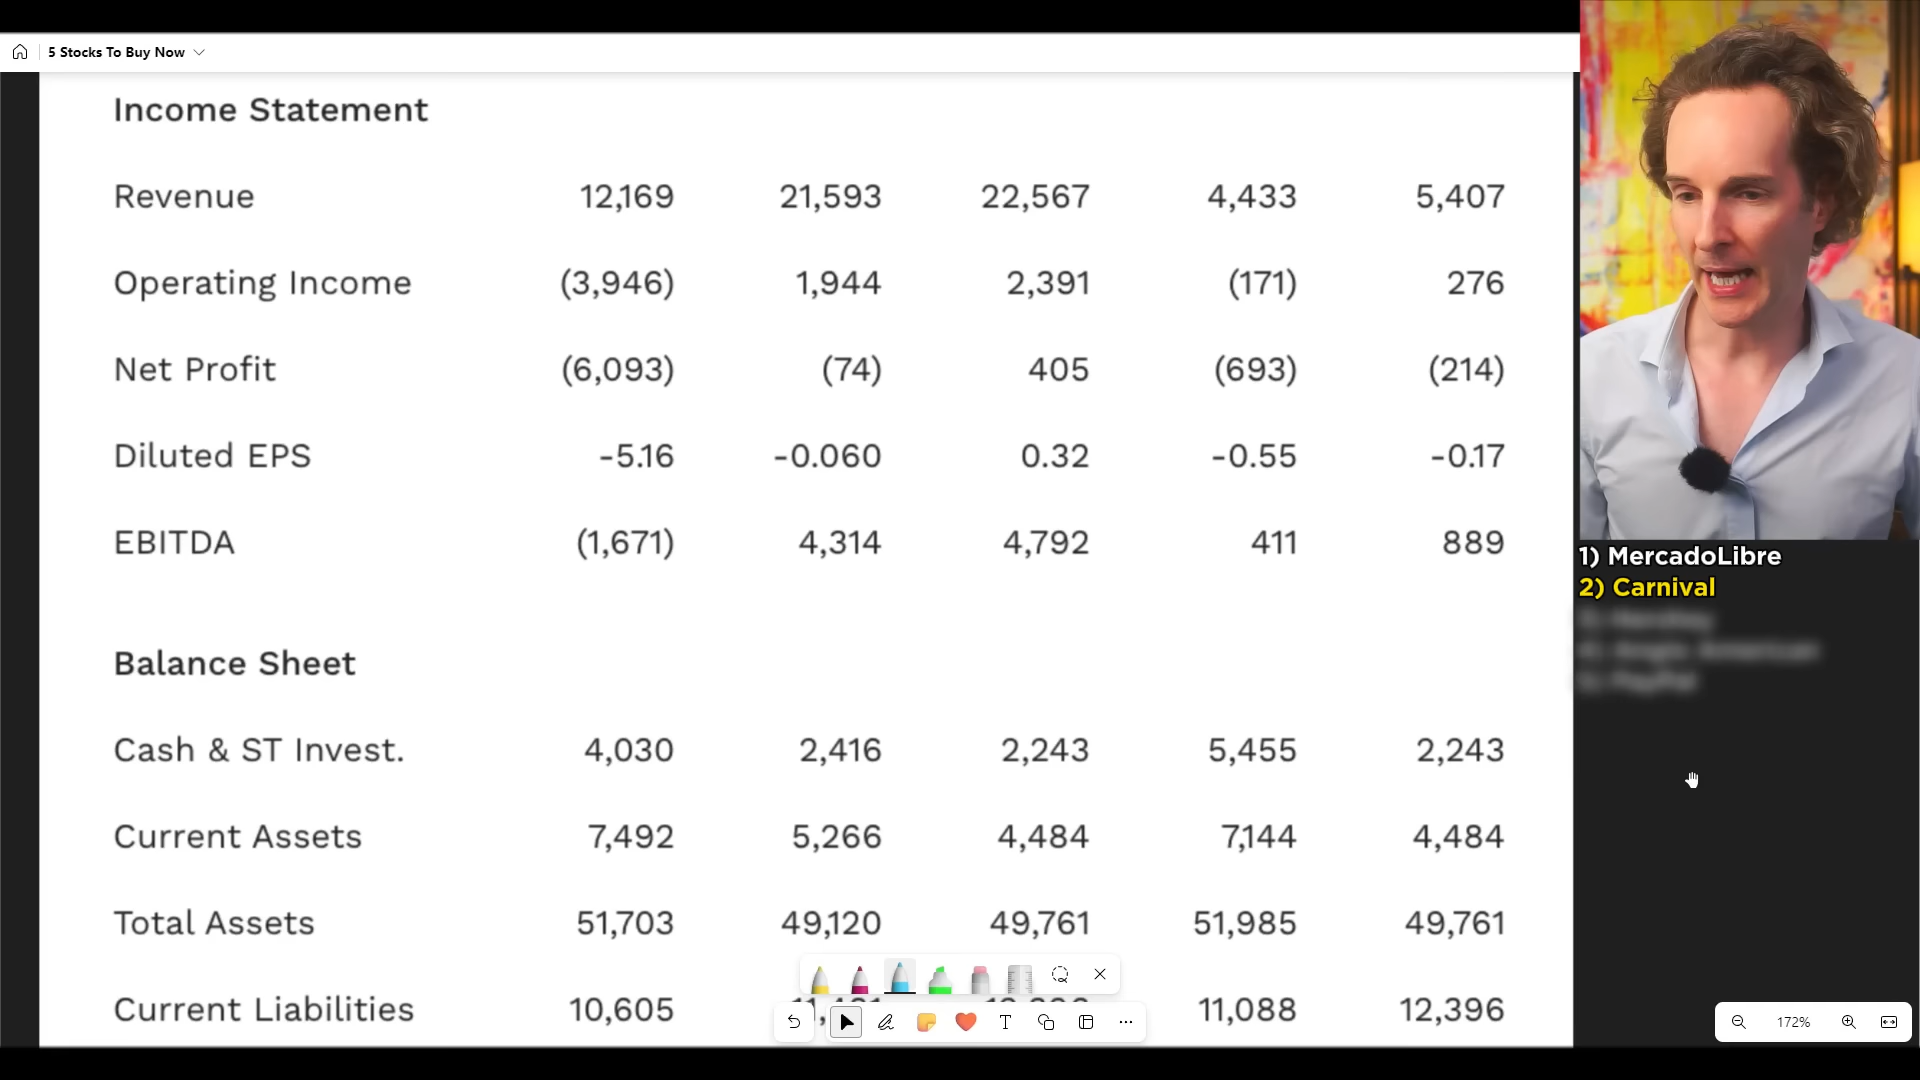 5 Stocks To Buy Now
Income Statement
Revenue 12,169 21,593 22,567 4,433 5,407
Operating Income (3,946) 1,944 2,391 (171) 276
Net Profit (6,093) (74) 405 (693) (214)
Diluted EPS -5.16 -0.060 0.32 -0.55 -0.17
EBITDA (1,671) 4,314 4,792 411 889
Balance Sheet
Cash & ST Invest. 4,030 2,416 2,243 5,455 2,243
Current Assets 7,492 5,266 4,484 7,144 4,484
Total Assets 51,703 49,120 49,761 51,985 49,761
Current Liabilities 10,605 11,088 12,396
1) MercadoLibre
2) Carnival
T
172%